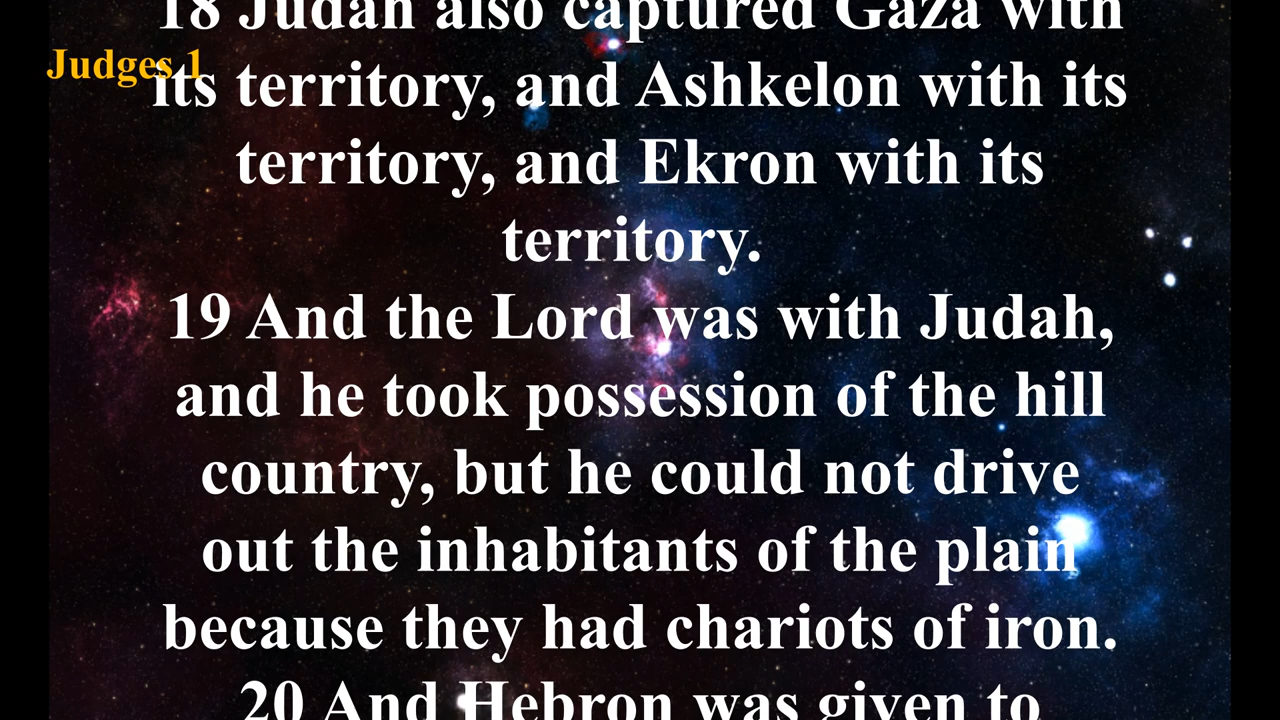 18 Judah also captured Gaza with
Judges 1
its territory, and Ashkelon with its
territory, and Ekron with its
territory.
19 And the Lord was with Judah,
and he took possession of the hill
country, but he could not drive
out the inhabitants of the plain
because they had chariots of iron.
20 And Hebron was given to